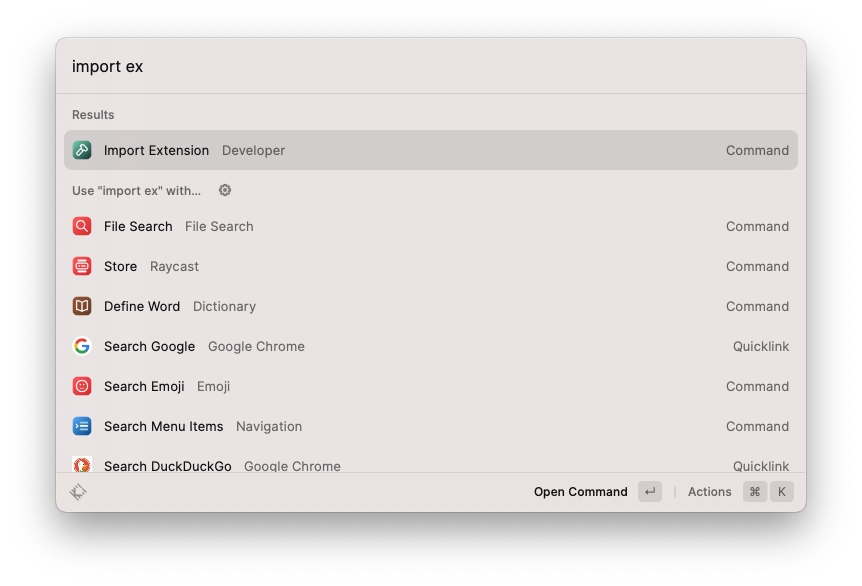 import ex
Results
Import Extension Developer Command
Use "import ex" with...
File Search File Search Command
Store Raycast Command
Define Word Dictionary Command
Search Google Google Chrome Quicklink
Search Emoji Emoji Command
Search Menu Items Navigation Command
Search DuckDuckGo Google Chrome Quicklink
Open Command ↵ | Actions ⌘ K